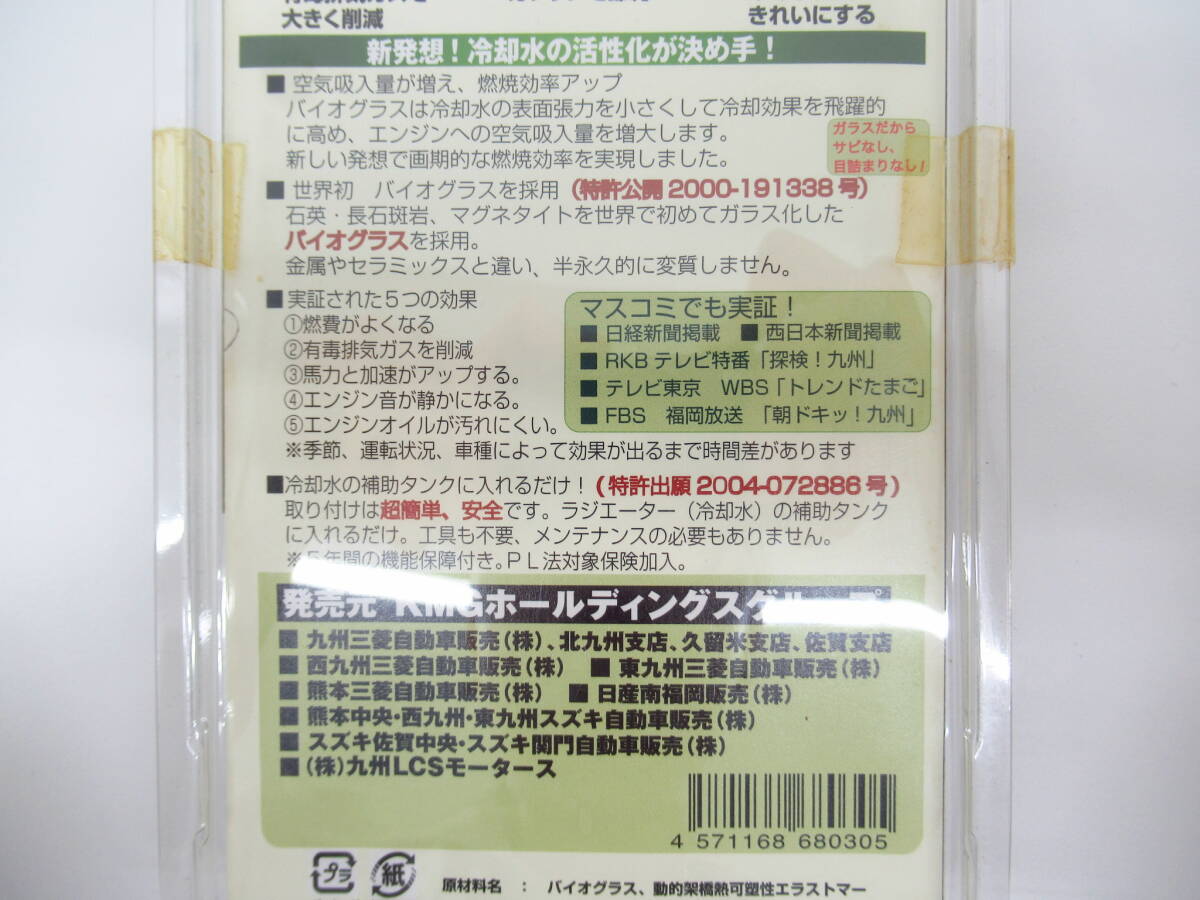 大きく削減
きれいにする
新発想！冷却水の活性化が決め手！
■ 空気吸入量が増え、燃焼効率アップ
バイオグラスは冷却水の表面張力を小さくして冷却効果を飛躍的
に高め、エンジンへの空気吸入量を増大します。
新しい発想で画期的な燃焼効率を実現しました。
ガラスだから
サビなし、
目詰まりなし！
■ 世界初　バイオグラスを採用（特許公開 2000-191338 号）
石英・長石斑岩、マグネタイトを世界で初めてガラス化した
バイオグラスを採用。
金属やセラミックスと違い、半永久的に変質しません。
■ 実証された５つの効果
①燃費がよくなる
②有毒排気ガスを削減
③馬力と加速がアップする。
④エンジン音が静かになる。
⑤エンジンオイルが汚れにくい。
マスコミでも実証！
■ 日経新聞掲載　■ 西日本新聞掲載
■ RKB テレビ特番「探検！九州」
■ テレビ東京　WBS「トレンドたまご」
■ FBS　福岡放送　「朝ドキッ！九州」
※季節、運転状況、車種によって効果が出るまで時間差があります
■冷却水の補助タンクに入れるだけ！（特許出願 2004-072886 号）
取り付けは超簡単、安全です。ラジエーター（冷却水）の補助タンク
に入れるだけ。工具も不要、メンテナンスの必要もありません。
※５年間の機能保障付き。ＰＬ法対象保険加入。
発売元 KMGホールディングスグループ
■ 九州三菱自動車販売（株）、北九州支店、久留米支店、佐賀支店
■ 西九州三菱自動車販売（株）　■ 東九州三菱自動車販売（株）
■ 熊本三菱自動車販売（株）　■ 日産南福岡販売（株）
■ 熊本中央・西九州・東九州スズキ自動車販売（株）
■ スズキ佐賀中央・スズキ関門自動車販売（株）
■ （株）九州LCSモータース
4 571168 680305
プラ 紙 原材料名 ： バイオグラス、動的架橋熱可塑性エラストマー